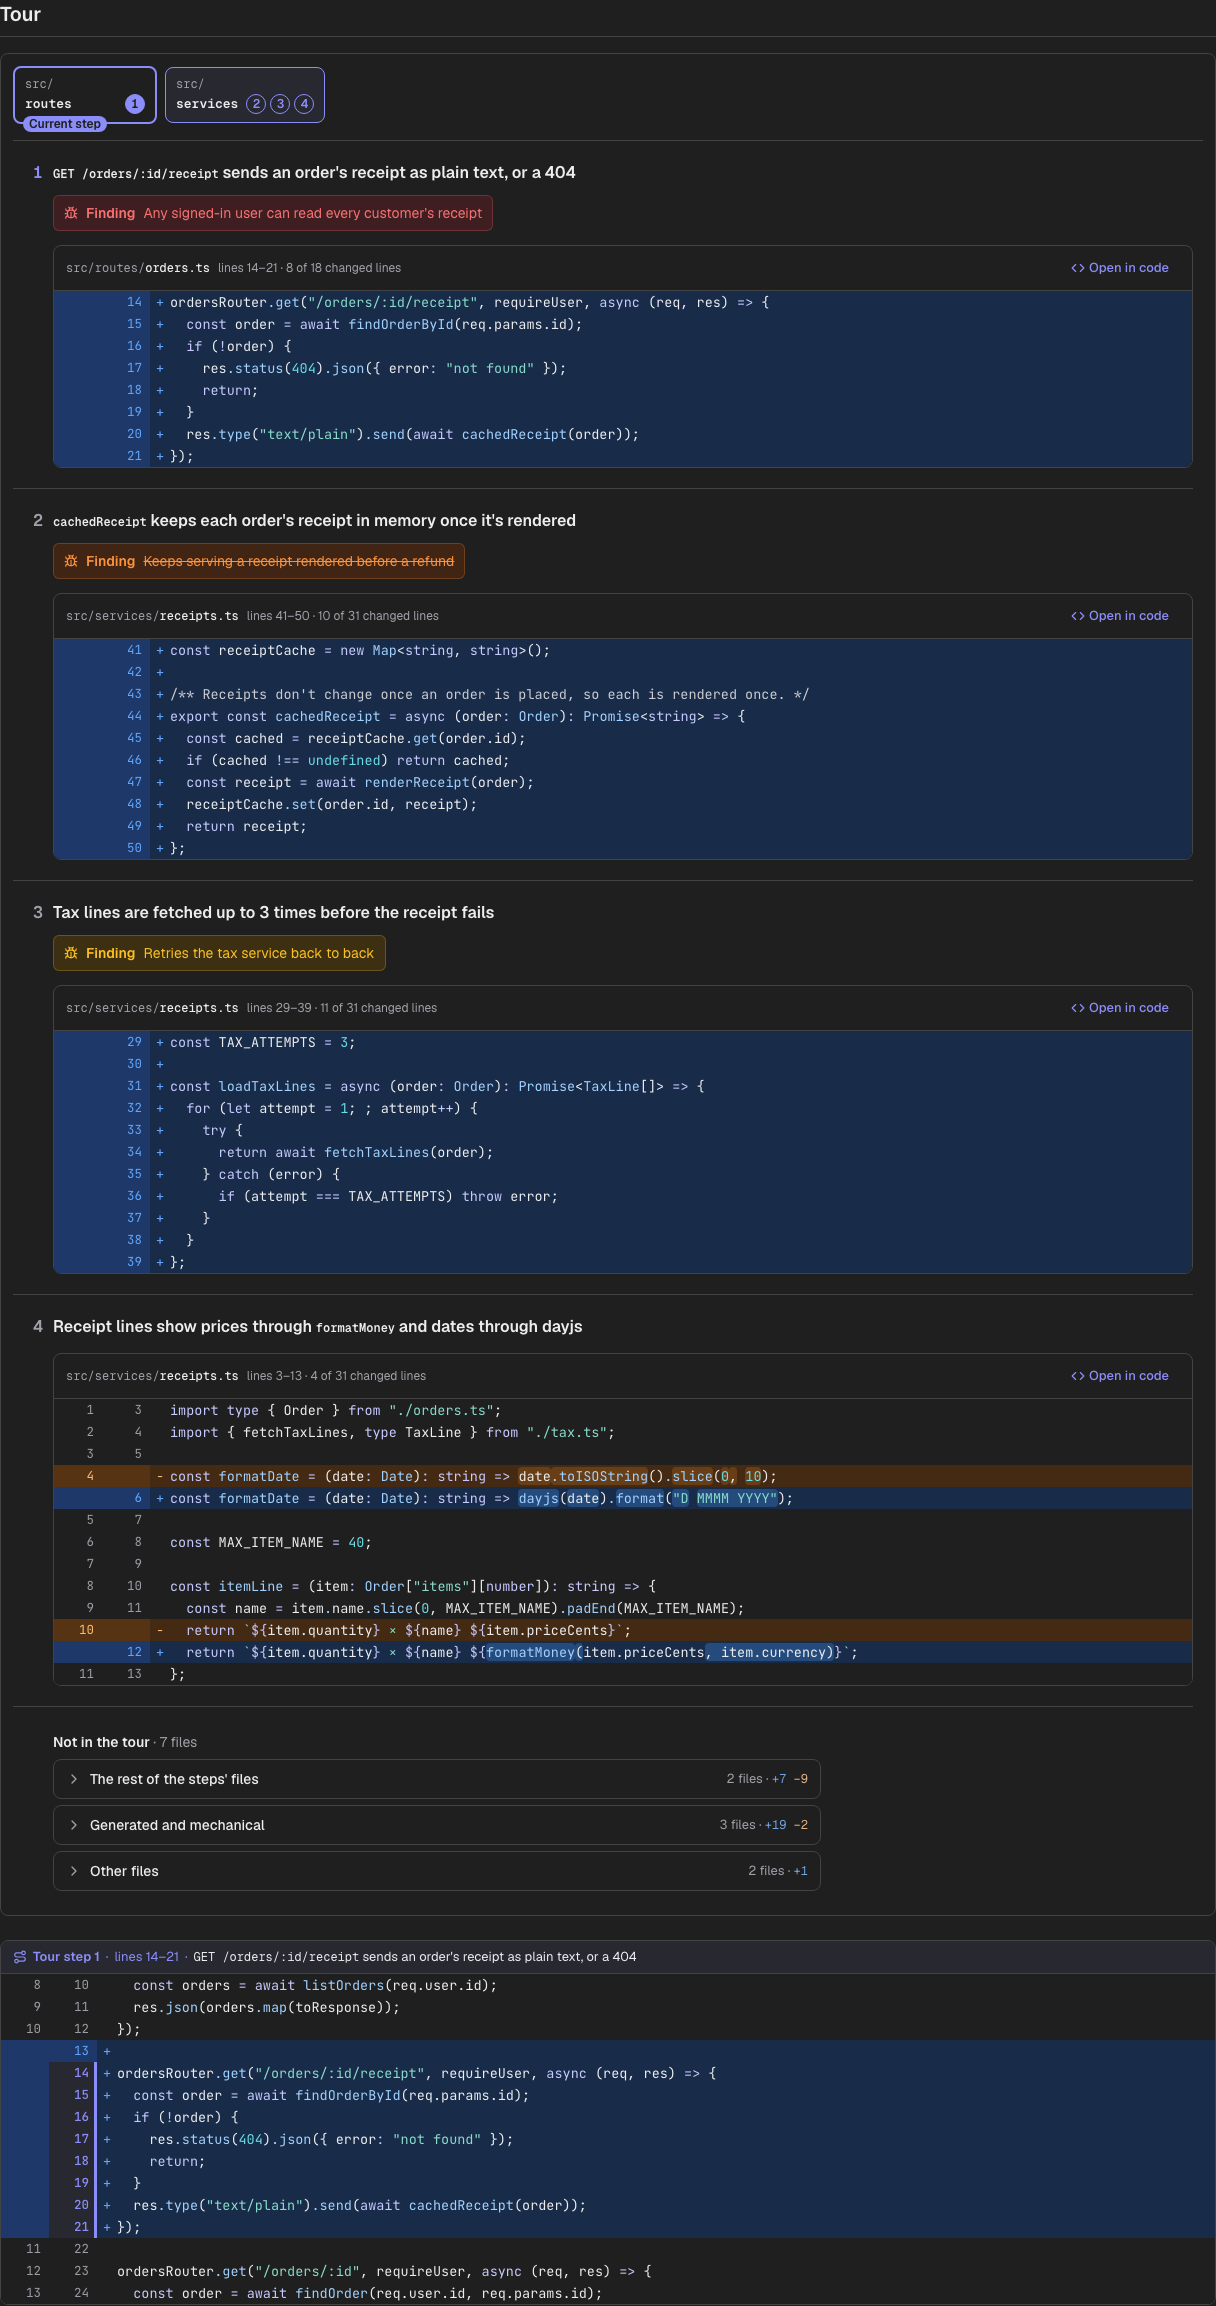 Tour
src/
routes 1
Current step
src/
services 2 3 4
1 GET /orders/:id/receipt sends an order's receipt as plain text, or a 404
Finding Any signed-in user can read every customer's receipt
src/routes/orders.ts lines 14–21 · 8 of 18 changed lines <> Open in code
14 + ordersRouter.get("/orders/:id/receipt", requireUser, async (req, res) => {
15 + const order = await findOrderById(req.params.id);
16 + if (!order) {
17 + res.status(404).json({ error: "not found" });
18 + return;
19 + }
20 + res.type("text/plain").send(await cachedReceipt(order));
21 + });
2 cachedReceipt keeps each order's receipt in memory once it's rendered
Finding Keeps serving a receipt rendered before a refund
src/services/receipts.ts lines 41–50 · 10 of 31 changed lines <> Open in code
41 + const receiptCache = new Map<string, string>();
42 +
43 + /** Receipts don't change once an order is placed, so each is rendered once. */
44 + export const cachedReceipt = async (order: Order): Promise<string> => {
45 + const cached = receiptCache.get(order.id);
46 + if (cached !== undefined) return cached;
47 + const receipt = await renderReceipt(order);
48 + receiptCache.set(order.id, receipt);
49 + return receipt;
50 + };
3 Tax lines are fetched up to 3 times before the receipt fails
Finding Retries the tax service back to back
src/services/receipts.ts lines 29–39 · 11 of 31 changed lines <> Open in code
29 + const TAX_ATTEMPTS = 3;
30 +
31 + const loadTaxLines = async (order: Order): Promise<TaxLine[]> => {
32 + for (let attempt = 1; ; attempt++) {
33 + try {
34 + return await fetchTaxLines(order);
35 + } catch (error) {
36 + if (attempt === TAX_ATTEMPTS) throw error;
37 + }
38 + }
39 + };
4 Receipt lines show prices through formatMoney and dates through dayjs
src/services/receipts.ts lines 3–13 · 4 of 31 changed lines <> Open in code
1 3 import type { Order } from "./orders.ts";
2 4 import { fetchTaxLines, type TaxLine } from "./tax.ts";
3 5
4 - const formatDate = (date: Date): string => date.toISOString().slice(0, 10);
6 + const formatDate = (date: Date): string => dayjs(date).format("D MMMM YYYY");
5 7
6 8 const MAX_ITEM_NAME = 40;
7 9
8 10 const itemLine = (item: Order["items"][number]): string => {
9 11 const name = item.name.slice(0, MAX_ITEM_NAME).padEnd(MAX_ITEM_NAME);
10 - return `${item.quantity} × ${name} ${item.priceCents}`;
12 + return `${item.quantity} × ${name} ${formatMoney(item.priceCents, item.currency)}`;
11 13 };
Not in the tour · 7 files
The rest of the steps' files 2 files · +7 −9
Generated and mechanical 3 files · +19 −2
Other files 2 files · +1
Tour step 1 · lines 14–21 · GET /orders/:id/receipt sends an order's receipt as plain text, or a 404
8 10 const orders = await listOrders(req.user.id);
9 11 res.json(orders.map(toResponse));
10 12 });
13 +
14 + ordersRouter.get("/orders/:id/receipt", requireUser, async (req, res) => {
15 + const order = await findOrderById(req.params.id);
16 + if (!order) {
17 + res.status(404).json({ error: "not found" });
18 + return;
19 + }
20 + res.type("text/plain").send(await cachedReceipt(order));
21 + });
11 22
12 23 ordersRouter.get("/orders/:id", requireUser, async (req, res) => {
13 24 const order = await findOrder(req.user.id, req.params.id);